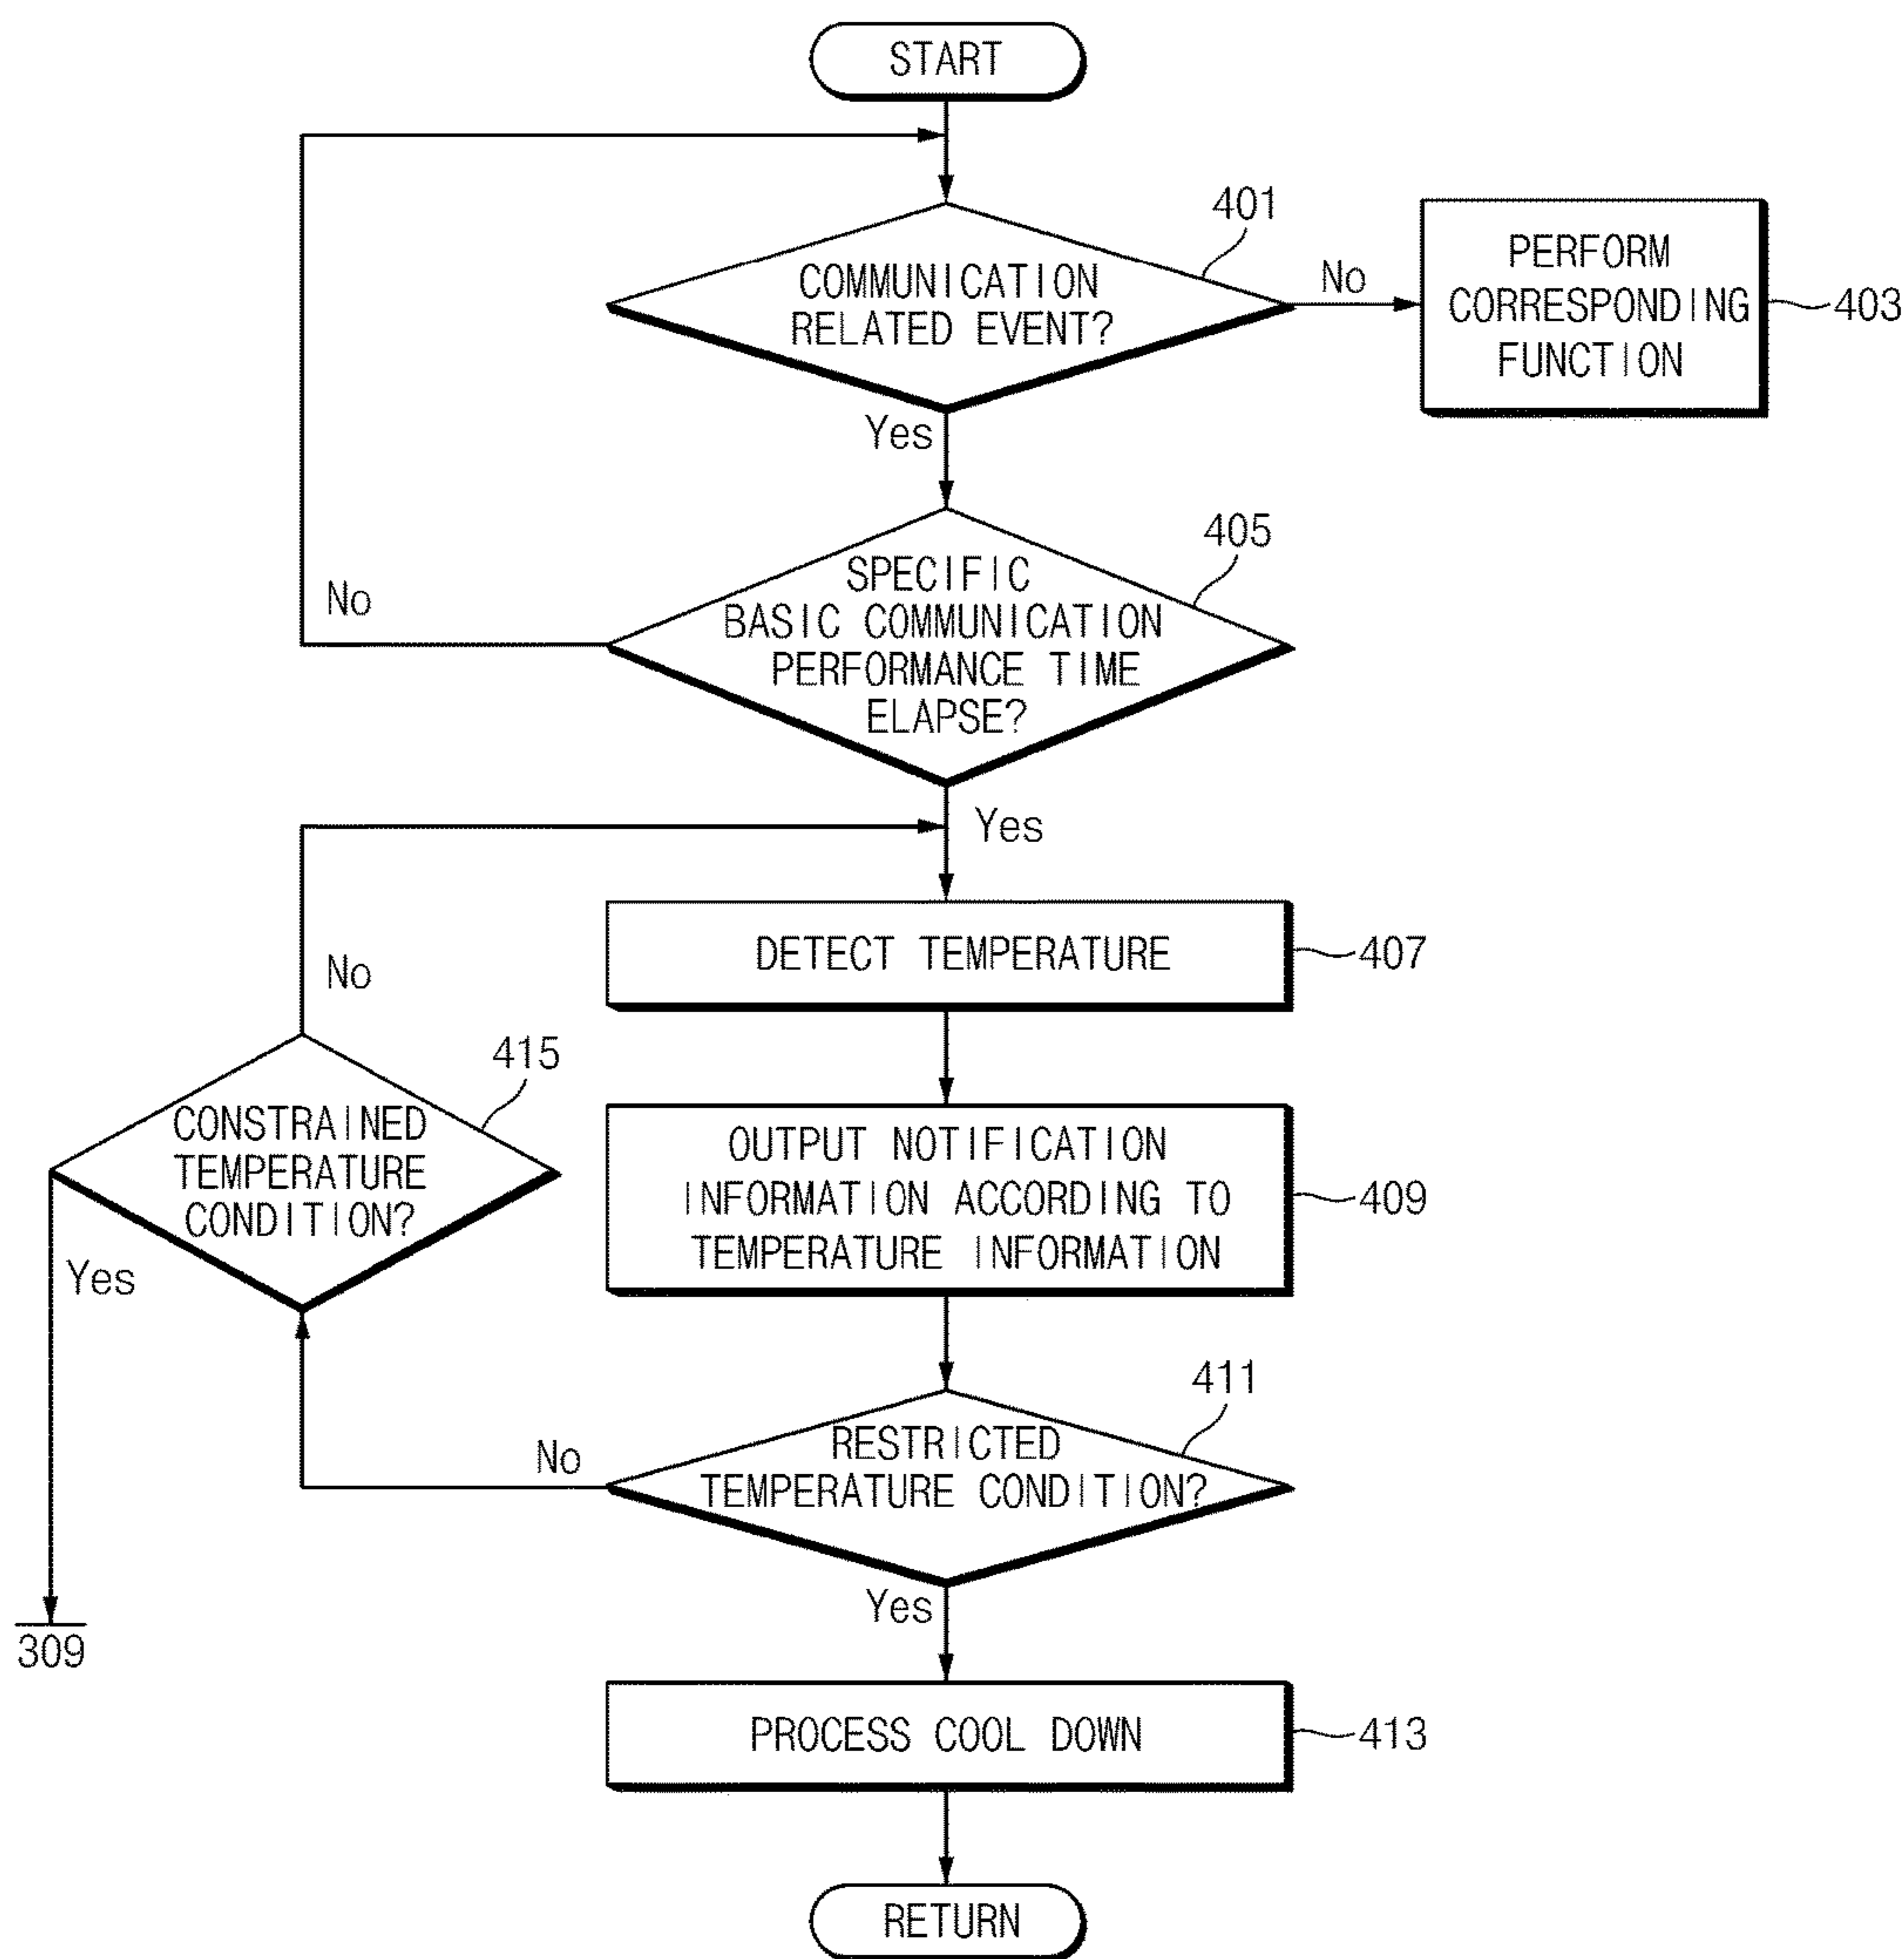 START
401
COMMUNICATION
RELATED EVENT?
No
PERFORM
CORRESPONDING
FUNCTION
403
Yes
405
SPECIFIC
BASIC COMMUNICATION
PERFORMANCE TIME
ELAPSE?
No
Yes
DETECT TEMPERATURE
407
No
415
CONSTRAINED
TEMPERATURE
CONDITION?
Yes
OUTPUT NOTIFICATION
INFORMATION ACCORDING TO
TEMPERATURE INFORMATION
409
411
RESTRICTED
TEMPERATURE CONDITION?
No
Yes
309
PROCESS COOL DOWN
413
RETURN